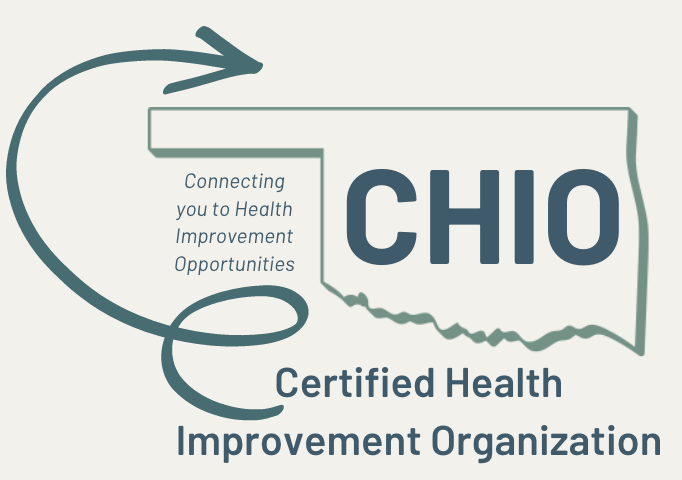 Connecting
you to Health
Improvement
Opportunities
CHIO
Certified Health
Improvement Organization